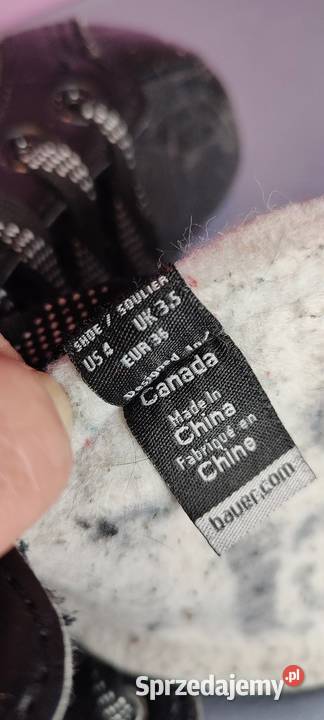 SHOE / SOULIER
US 4 UK 3.5
EUR 36
Designed in/
Canada
Made in
China
Fabriqué en
Chine
bauer.com
Sprzedajemy.pl